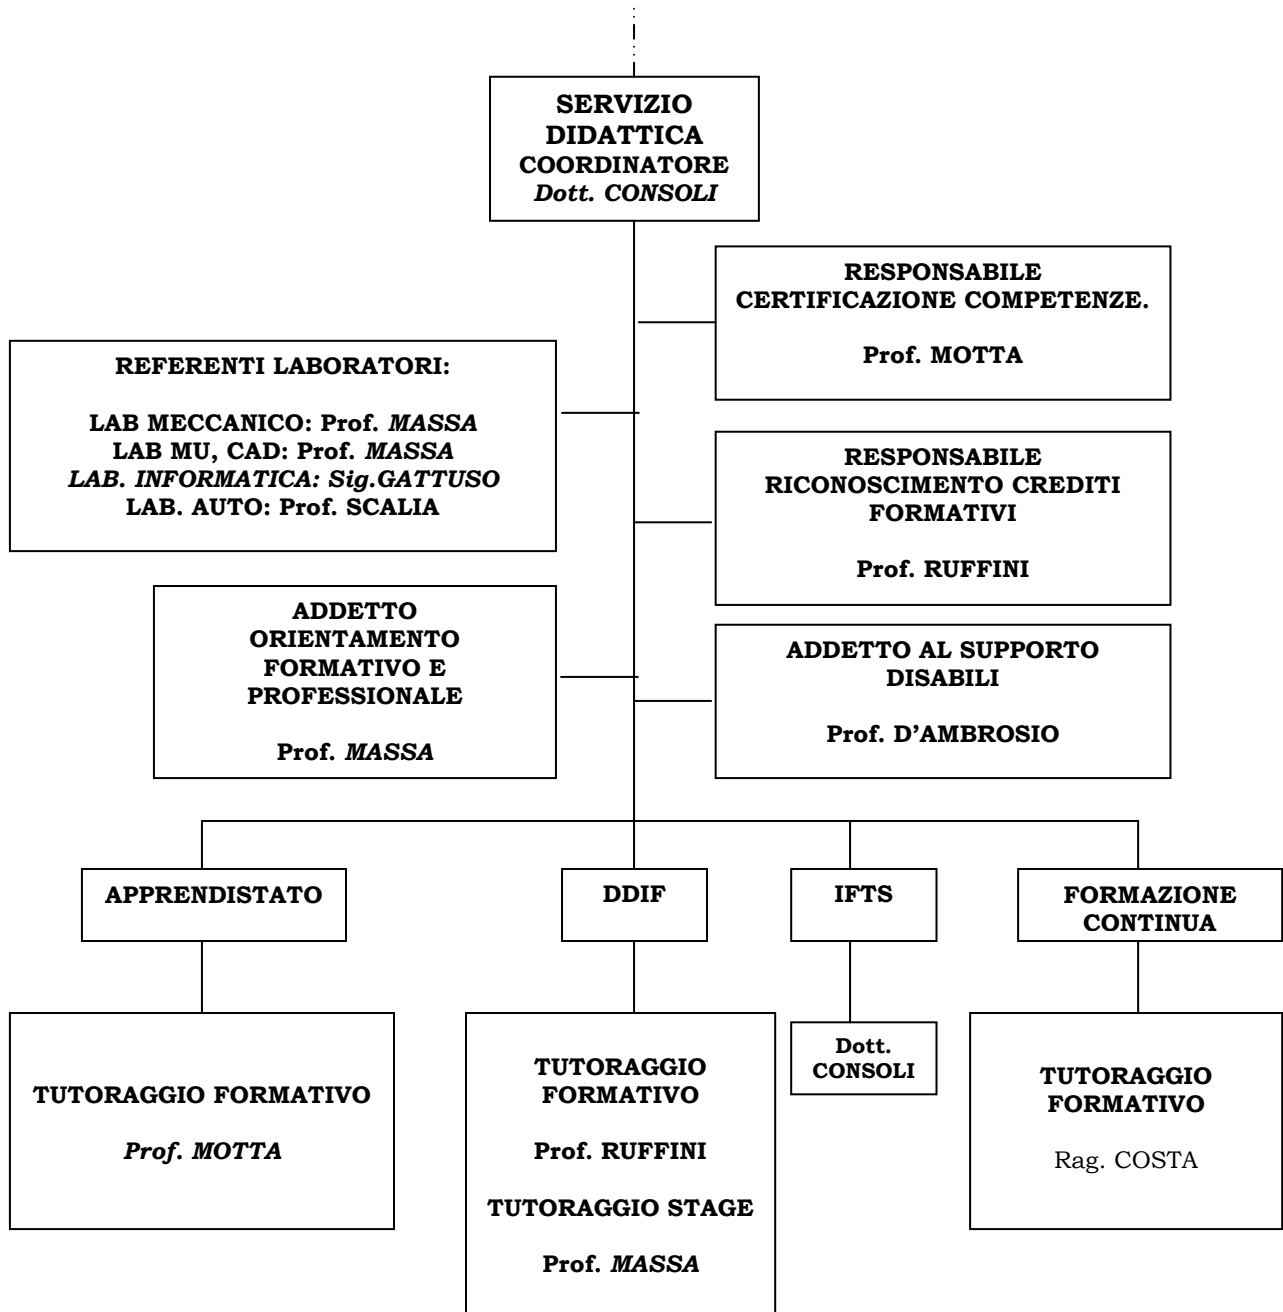 SERVIZIO
DIDATTICA
COORDINATORE
Dott. CONSOLI
RESPONSABILE
CERTIFICAZIONE COMPETENZE.
Prof. MOTTA
REFERENTI LABORATORI:
LAB MECCANICO: Prof. MASSA
LAB MU, CAD: Prof. MASSA
LAB. INFORMATICA: Sig.GATTUSO
LAB. AUTO: Prof. SCALIA
RESPONSABILE
RICONOSCIMENTO CREDITI
FORMATIVI
Prof. RUFFINI
ADDETTO
ORIENTAMENTO
FORMATIVO E
PROFESSIONALE
Prof. MASSA
ADDETTO AL SUPPORTO
DISABILI
Prof. D’AMBROSIO
APPRENDISTATO
DDIF
IFTS
FORMAZIONE
CONTINUA
TUTORAGGIO FORMATIVO
Prof. MOTTA
TUTORAGGIO
FORMATIVO
Prof. RUFFINI
TUTORAGGIO STAGE
Prof. MASSA
Dott.
CONSOLI
TUTORAGGIO
FORMATIVO
Rag. COSTA